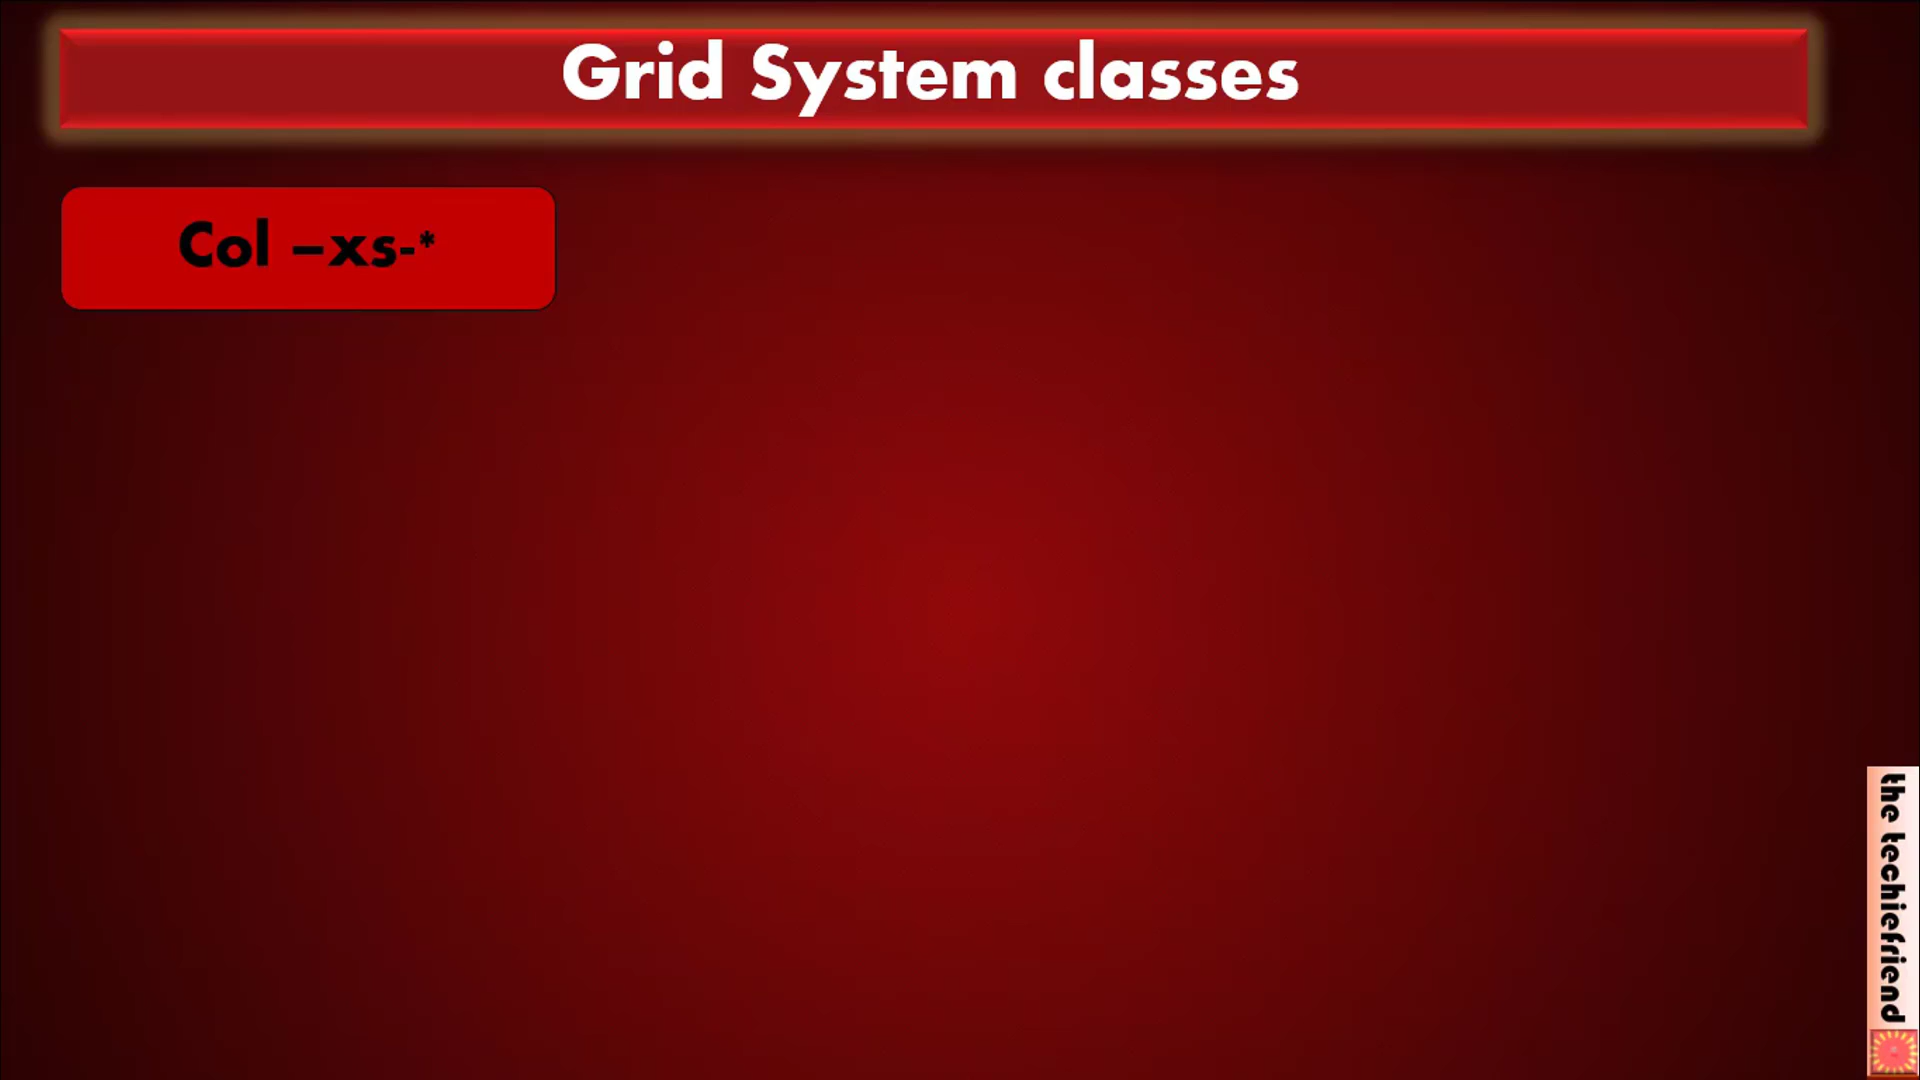 Grid System classes
Col –xs-*
the techiefriend